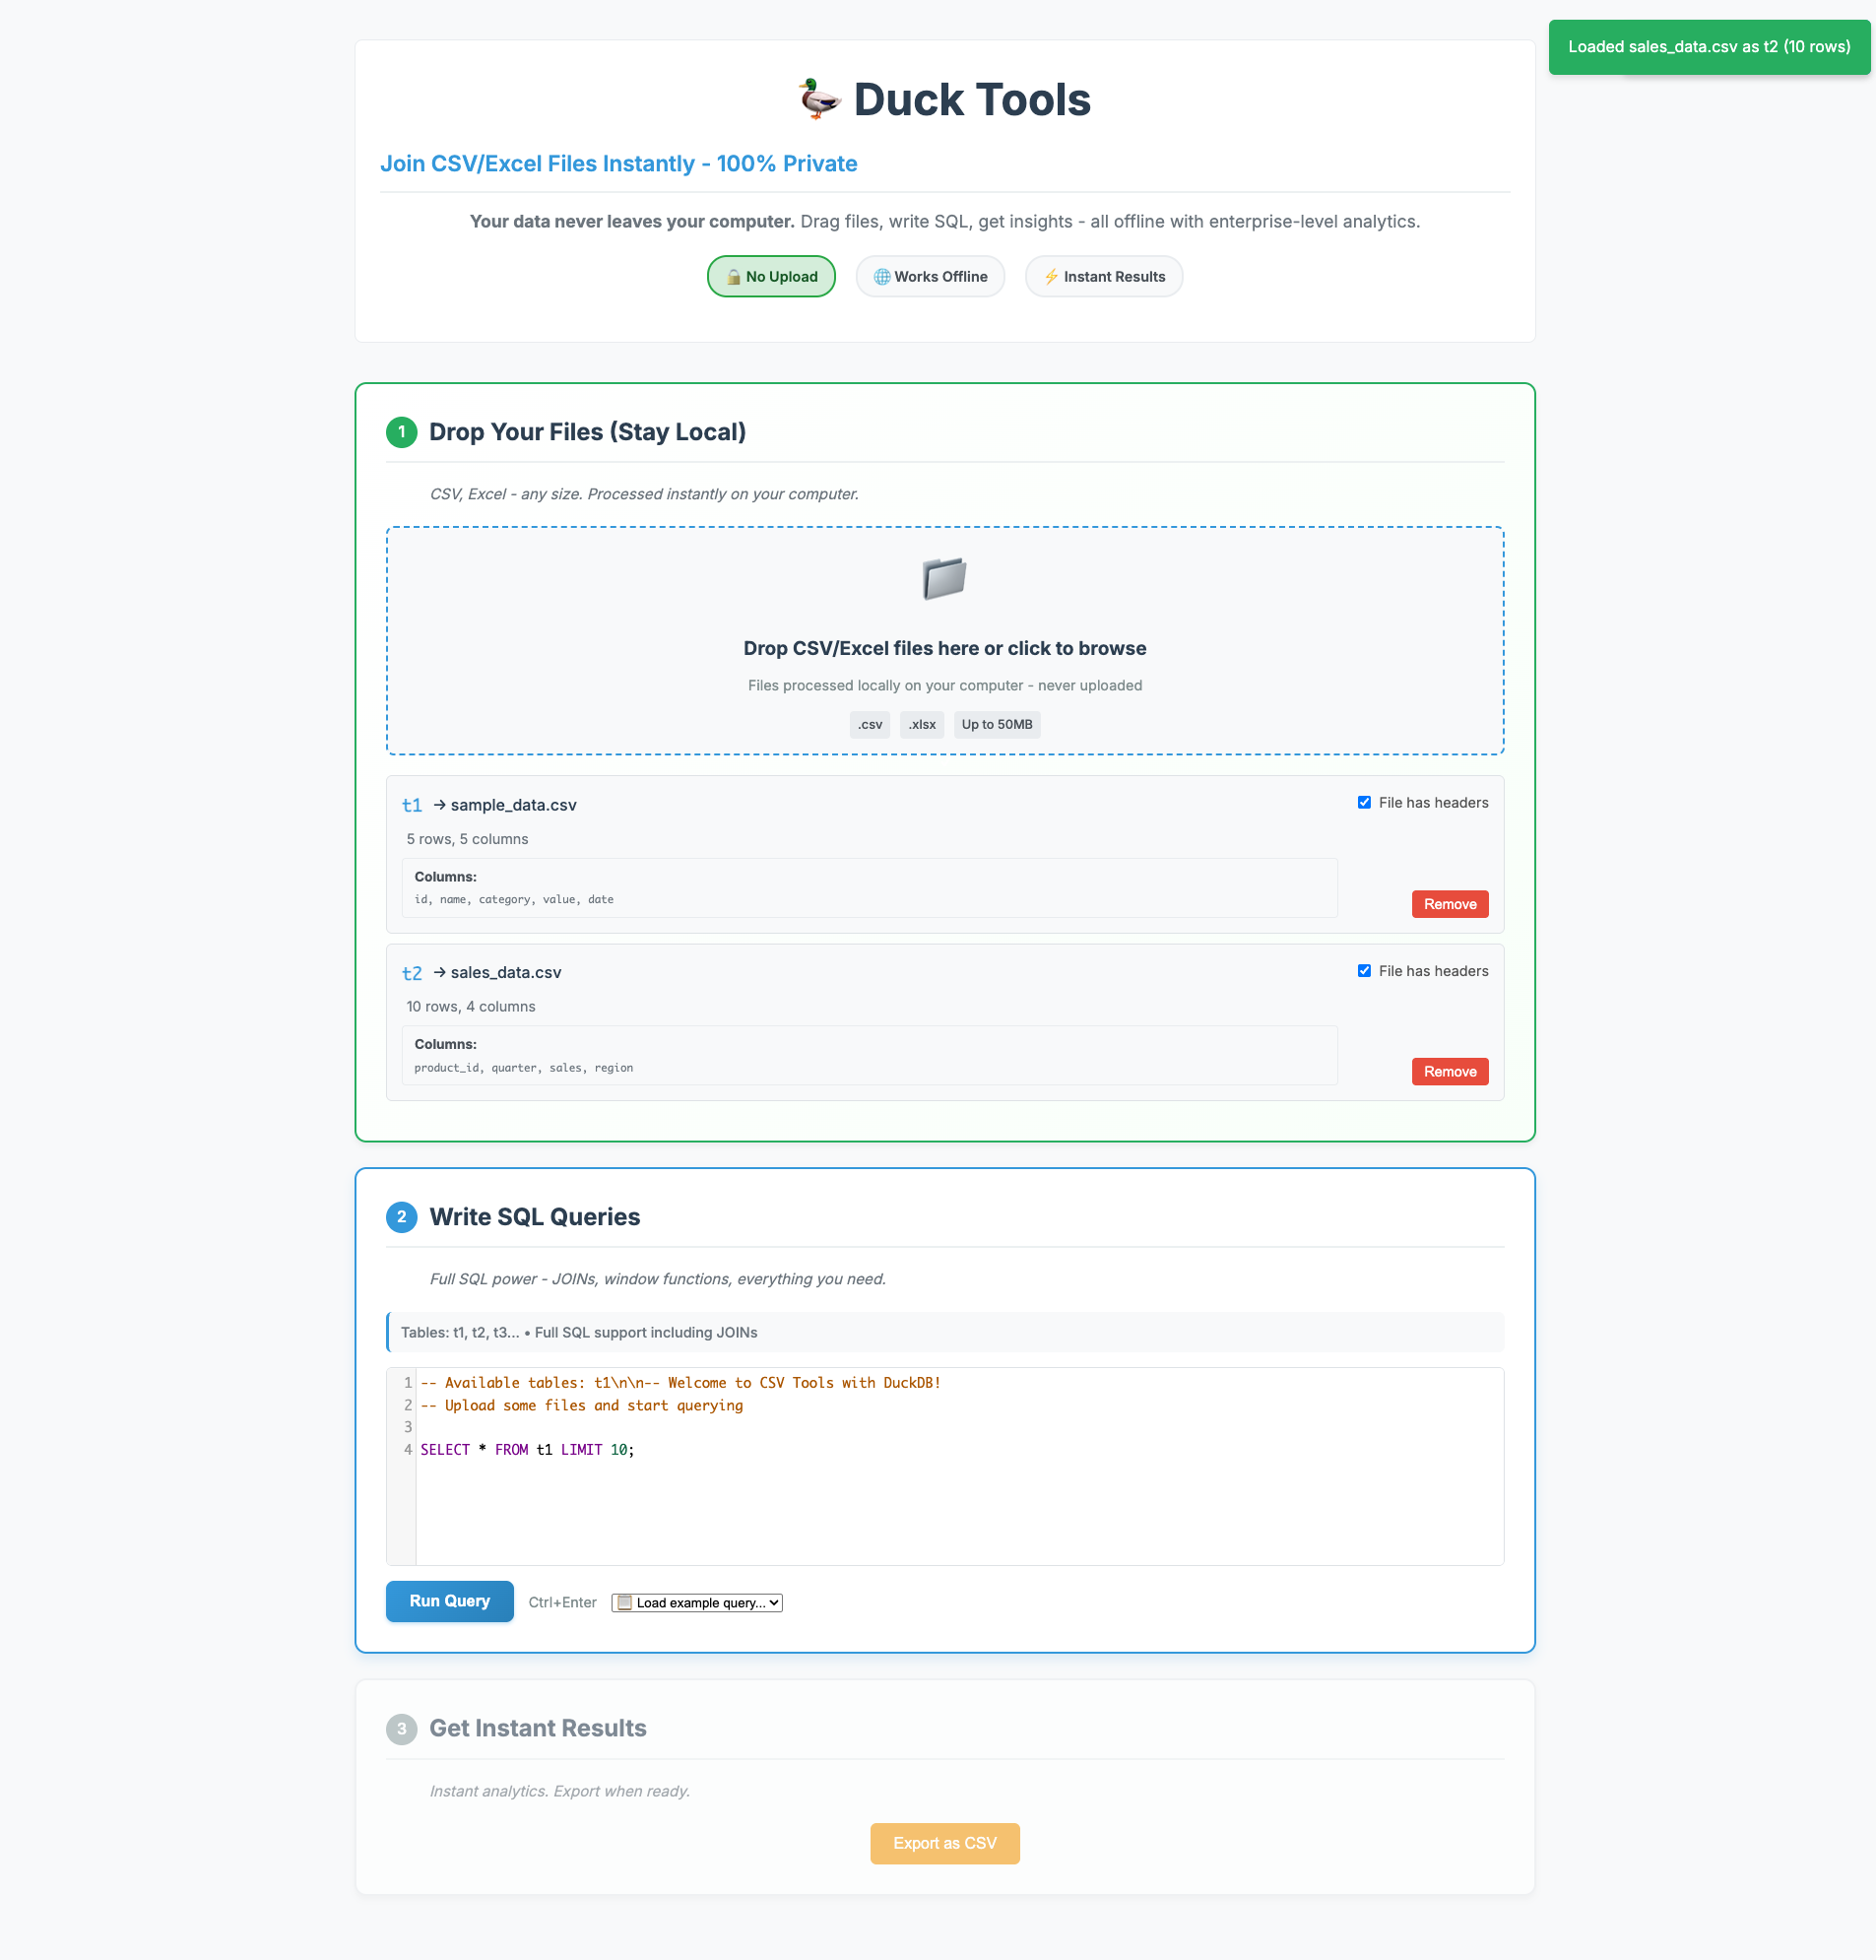 Loaded sales_data.csv as t2 (10 rows)
Duck Tools
Join CSV/Excel Files Instantly - 100% Private
Your data never leaves your computer. Drag files, write SQL, get insights - all offline with enterprise-level analytics.
No Upload
Works Offline
Instant Results
1
Drop Your Files (Stay Local)
CSV, Excel - any size. Processed instantly on your computer.
Drop CSV/Excel files here or click to browse
Files processed locally on your computer - never uploaded
.csv .xlsx Up to 50MB
t1 → sample_data.csv
File has headers
5 rows, 5 columns
Columns:
id, name, category, value, date
Remove
t2 → sales_data.csv
File has headers
10 rows, 4 columns
Columns:
product_id, quarter, sales, region
Remove
2
Write SQL Queries
Full SQL power - JOINs, window functions, everything you need.
Tables: t1, t2, t3... • Full SQL support including JOINs
1 -- Available tables: t1\n\n-- Welcome to CSV Tools with DuckDB!
2 -- Upload some files and start querying
3
4 SELECT * FROM t1 LIMIT 10;
Run Query
Ctrl+Enter
Load example query...
3
Get Instant Results
Instant analytics. Export when ready.
Export as CSV